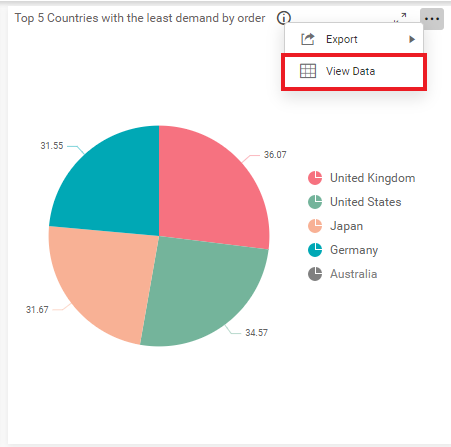 Top 5 Countries with the least demand by order
Export
View Data
31.55
36.07
United Kingdom
United States
Japan
Germany
Australia
31.67
34.57